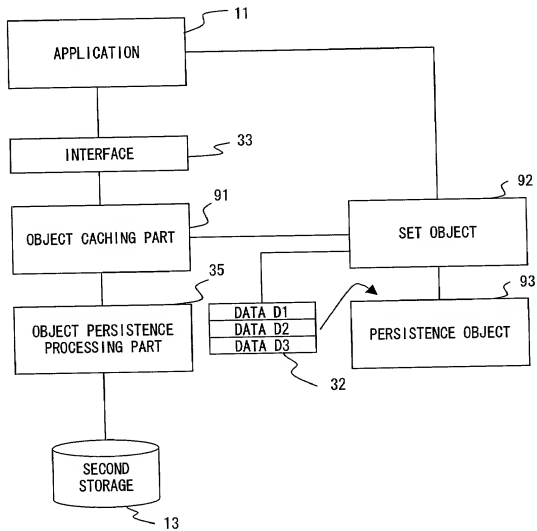 11
APPLICATION
33
INTERFACE
91
92
OBJECT CACHING PART
SET OBJECT
35
93
OBJECT PERSISTENCE
PROCESSING PART
DATA D1
DATA D2
DATA D3
PERSISTENCE OBJECT
32
SECOND
STORAGE
13